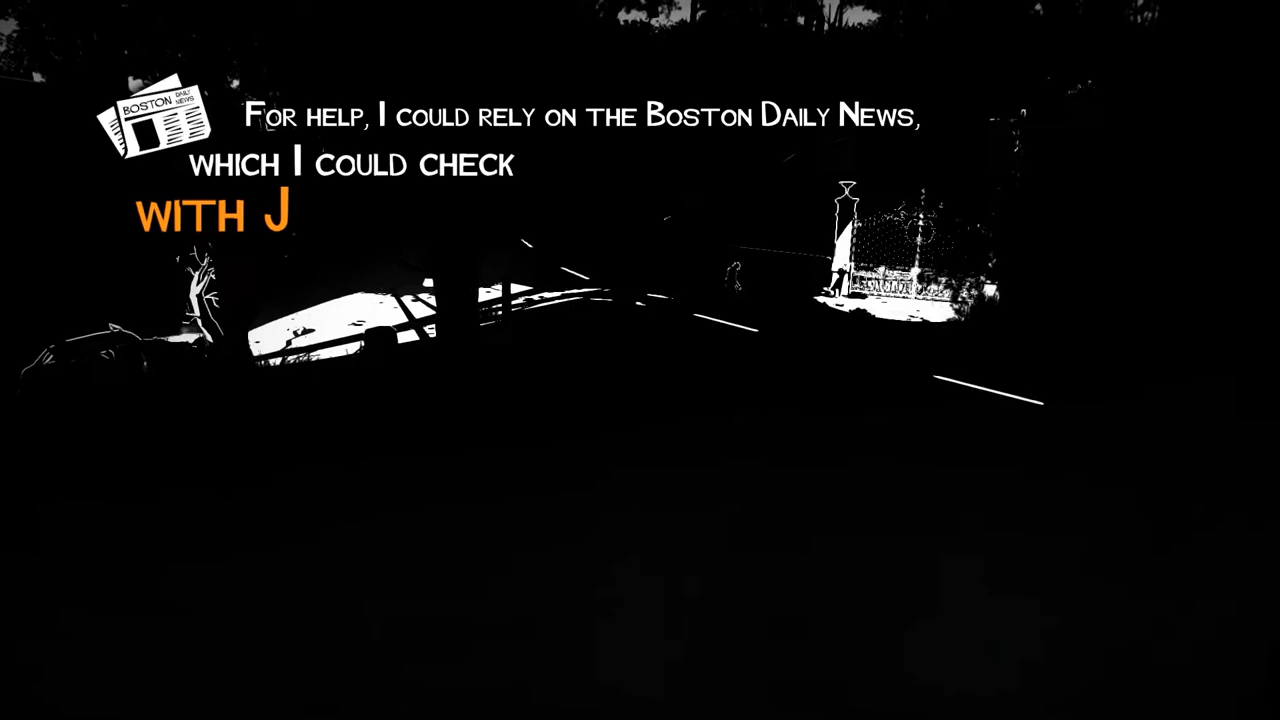 BOSTON DAILY NEWS
For help, I could rely on the Boston Daily News,
which I could check
with J